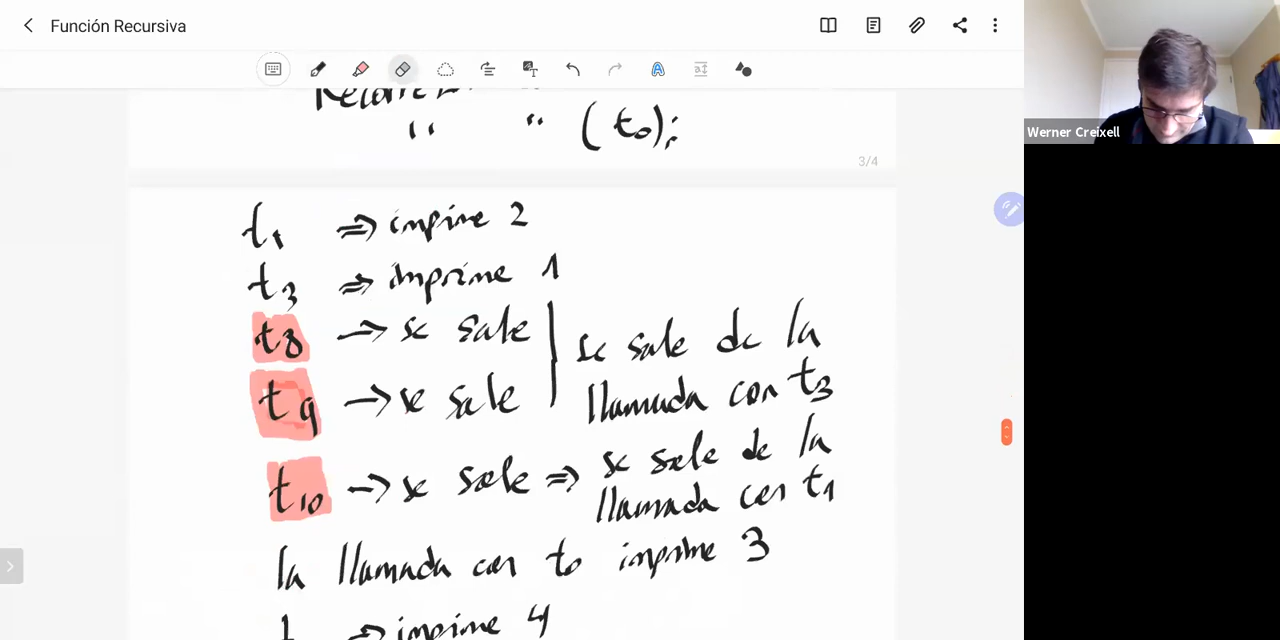 Función Recursiva
Werner Creixell
" " (t0);
3/4
t1 => imprime 2
t3 => imprime 1
t8 -> se sale
t9 -> se sale
se sale de la
llamada con t3
t10 -> se sale => se sale de la
llamada con t1
la llamada con t0 imprime 3
=> imprime 4